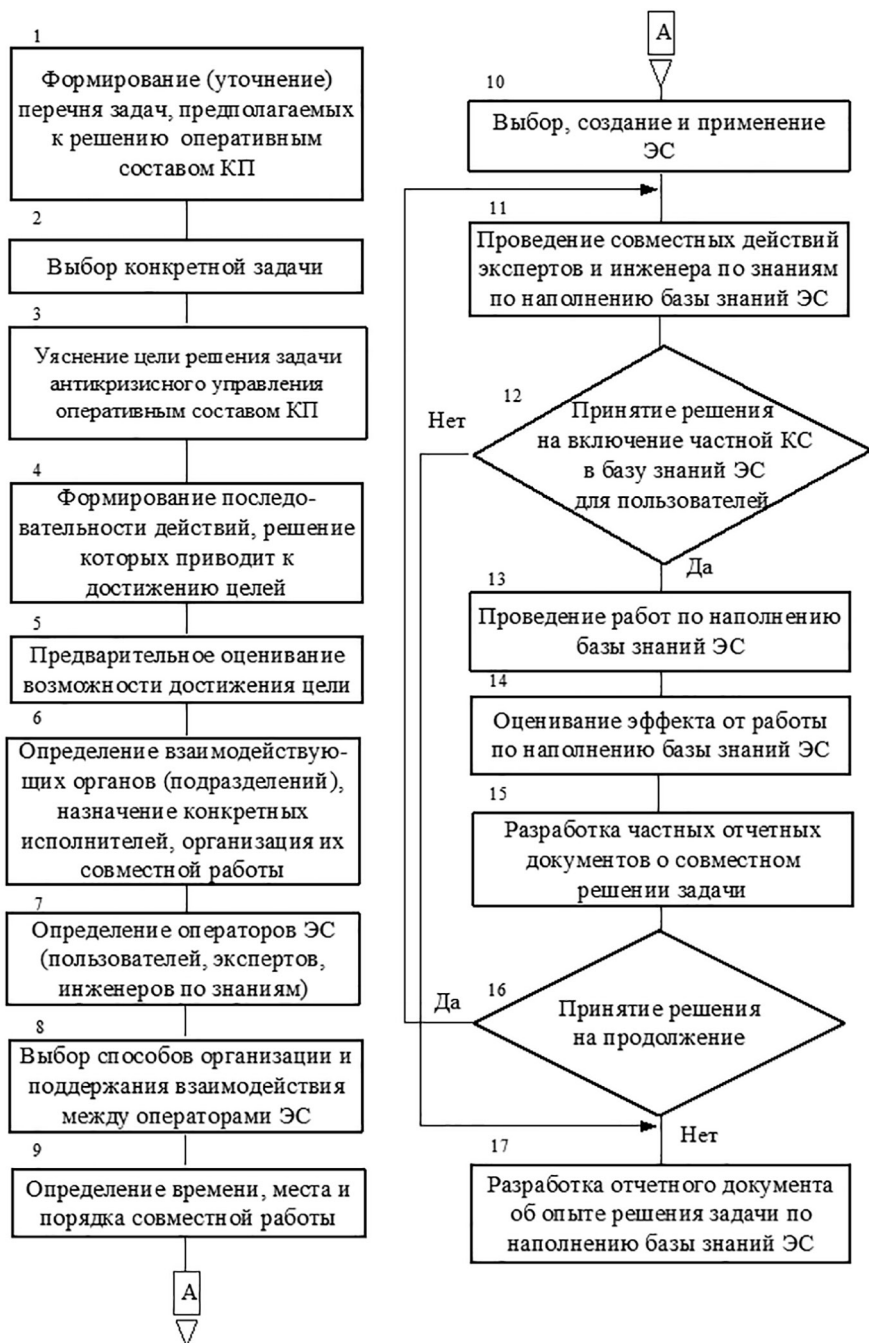 1
Формирование (уточнение)
перечня задач, предполагаемых
к решению оперативным
составом КП
2
Выбор конкретной задачи
3
Уяснение цели решения задачи
антикризисного управления
оперативным составом КП
4
Формирование последо-
вательности действий, решение
которых приводит к
достижению целей
5
Предварительное оценивание
возможности достижения цели
6
Определение взаимодействую-
щих органов (подразделений),
назначение конкретных
исполнителей, организация их
совместной работы
7
Определение операторов ЭС
(пользователей, экспертов,
инженеров по знаниям)
8
Выбор способов организации и
поддержания взаимодействия
между операторами ЭС
9
Определение времени, места и
порядка совместной работы
А
А
10
Выбор, создание и применение
ЭС
11
Проведение совместных действий
экспертов и инженера по знаниям
по наполнению базы знаний ЭС
12
Нет
Принятие решения
на включение частной КС
в базу знаний ЭС
для пользователей
Да
13
Проведение работ по наполнению
базы знаний ЭС
14
Оценивание эффекта от работы
по наполнению базы знаний ЭС
15
Разработка частных отчетных
документов о совместном
решении задачи
16
Да
Принятие решения
на продолжение
Нет
17
Разработка отчетного документа
об опыте решения задачи по
наполнению базы знаний ЭС